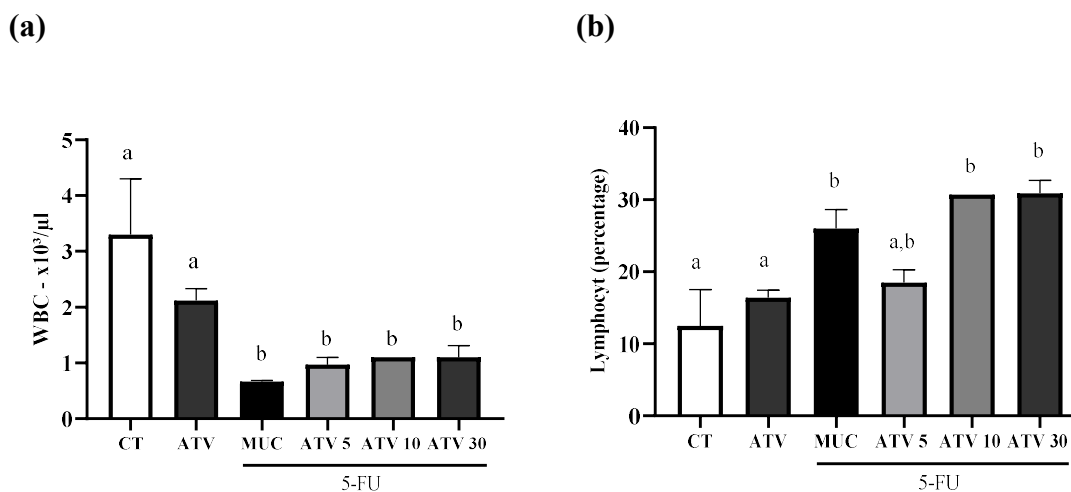 (a)
WBC - x10³/µl
5
4
3
2
1
0
a
a
b
b
b
b
CT
ATV
MUC
ATV 5
ATV 10
ATV 30
5-FU
(b)
Lymphocyt (percentage)
40
30
20
10
0
a
a
b
a,b
b
b
CT
ATV
MUC
ATV 5
ATV 10
ATV 30
5-FU